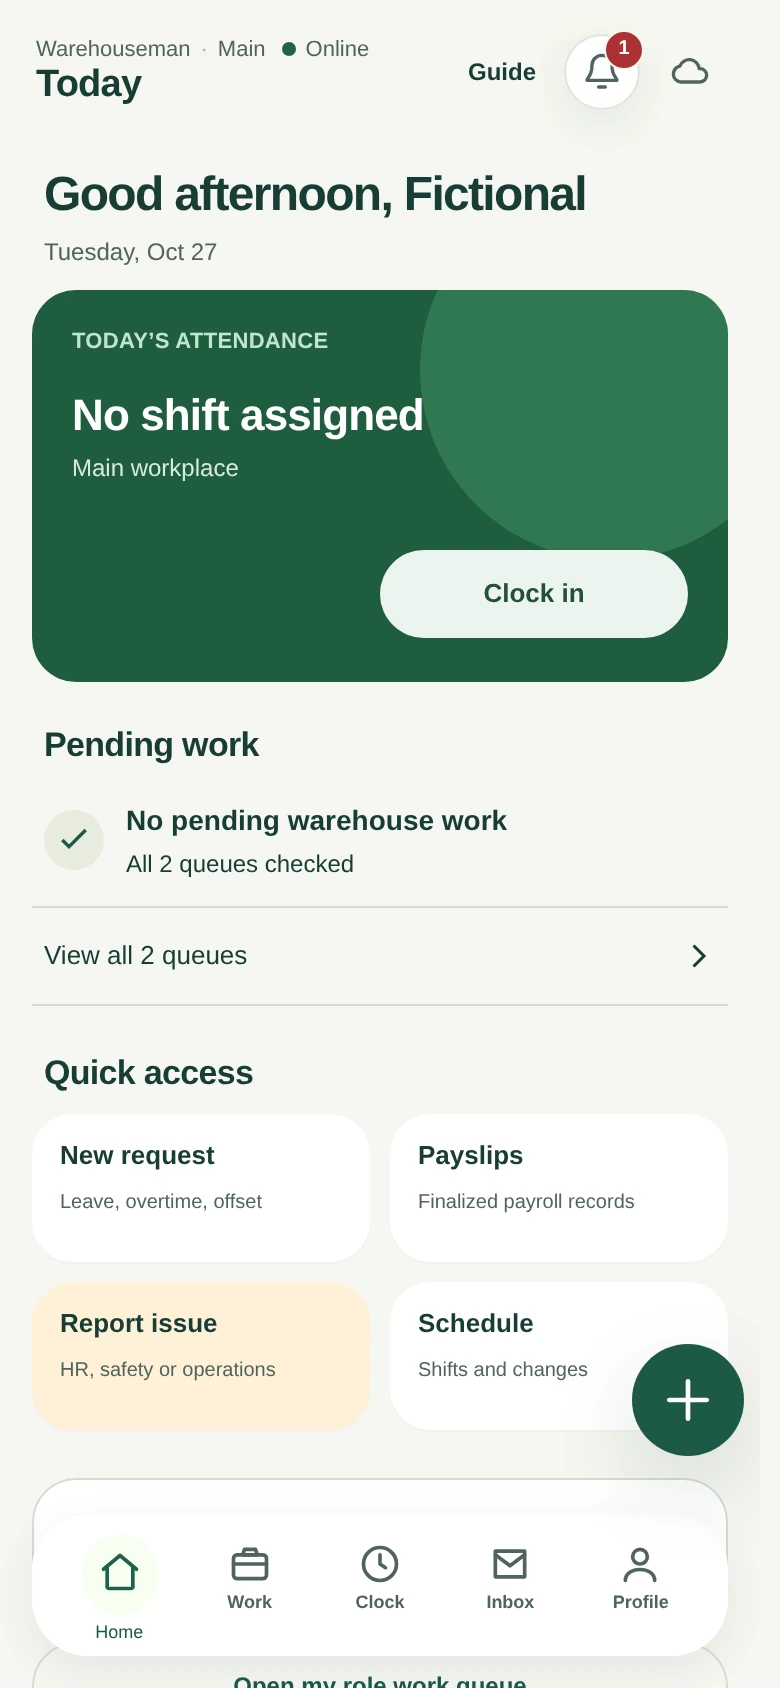 Warehouseman · Main ● Online
Today
Guide
1
Good afternoon, Fictional
Tuesday, Oct 27
TODAY’S ATTENDANCE
No shift assigned
Main workplace
Clock in
Pending work
No pending warehouse work
All 2 queues checked
View all 2 queues
Quick access
New request
Leave, overtime, offset
Payslips
Finalized payroll records
Report issue
HR, safety or operations
Schedule
Shifts and changes
Home
Work
Clock
Inbox
Profile
Open my role work queue